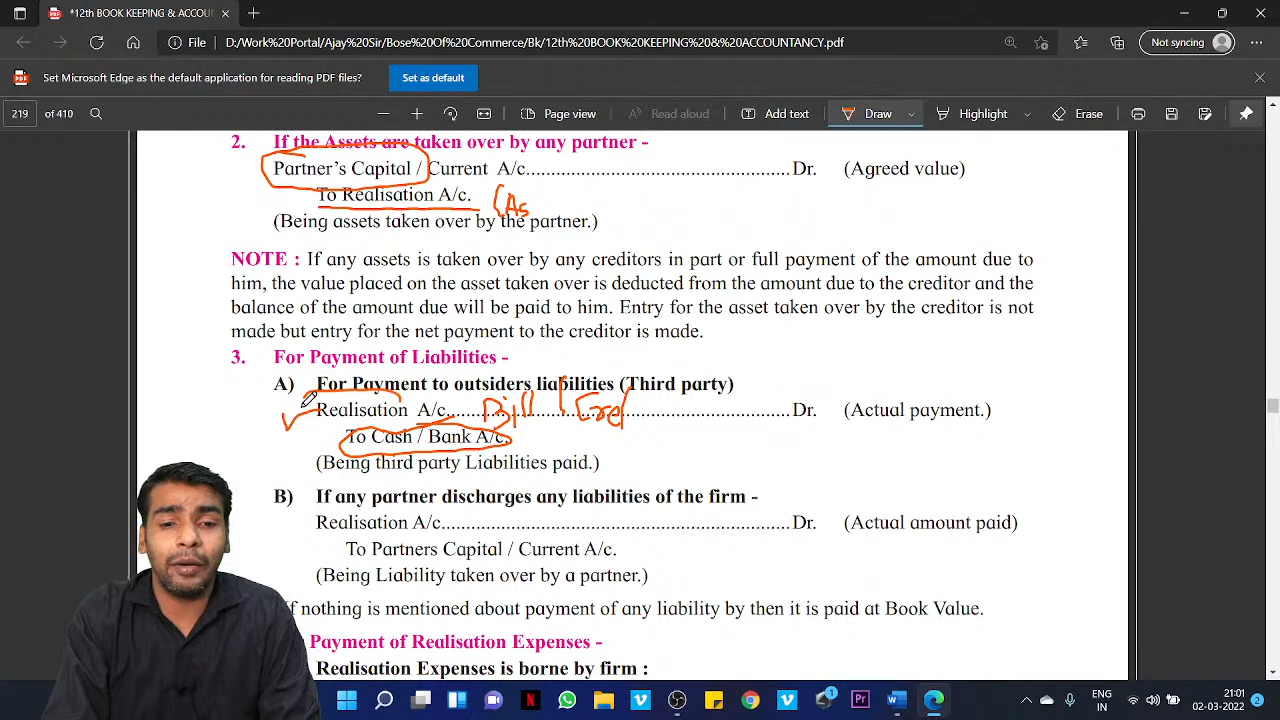 *12th BOOK KEEPING & ACCOU
File D:/Work%20Portal/Ajay%20Sir/Bose%20Of%20Commerce/Bk/12th%20BOOK%20KEEPING%20&%20ACCOUNTANCY.pdf Not syncing
Set Microsoft Edge as the default application for reading PDF files? Set as default
219 of 410 Page view Read aloud Add text Draw Highlight Erase
2. If the Assets are taken over by any partner -
Partner's Capital / Current A/c.......................................................Dr. (Agreed value)
To Realisation A/c. (As
(Being assets taken over by the partner.)
NOTE : If any assets is taken over by any creditors in part or full payment of the amount due to
him, the value placed on the asset taken over is deducted from the amount due to the creditor and the
balance of the amount due will be paid to him. Entry for the asset taken over by the creditor is not
made but entry for the net payment to the creditor is made.
3. For Payment of Liabilities -
A) For Payment to outsiders liabilities (Third party)
Realisation A/c.......................................................Dr. (Actual payment.)
Bill
To Cash / Bank A/c.
(Being third party Liabilities paid.)
B) If any partner discharges any liabilities of the firm -
Realisation A/c.......................................................Dr. (Actual amount paid)
To Partners Capital / Current A/c.
(Being Liability taken over by a partner.)
If nothing is mentioned about payment of any liability by then it is paid at Book Value.
Payment of Realisation Expenses -
Realisation Expenses is borne by firm :
ENG
IN
21:01
02-03-2022
2
1
Pr